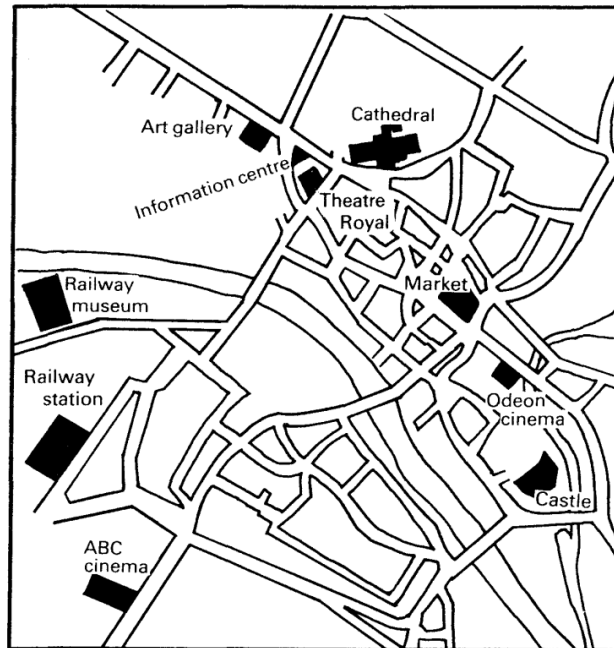 Cathedral
Art gallery
Information centre
Theatre
Royal
Market
Railway
museum
Railway
station
Odeon
cinema
Castle
ABC
cinema